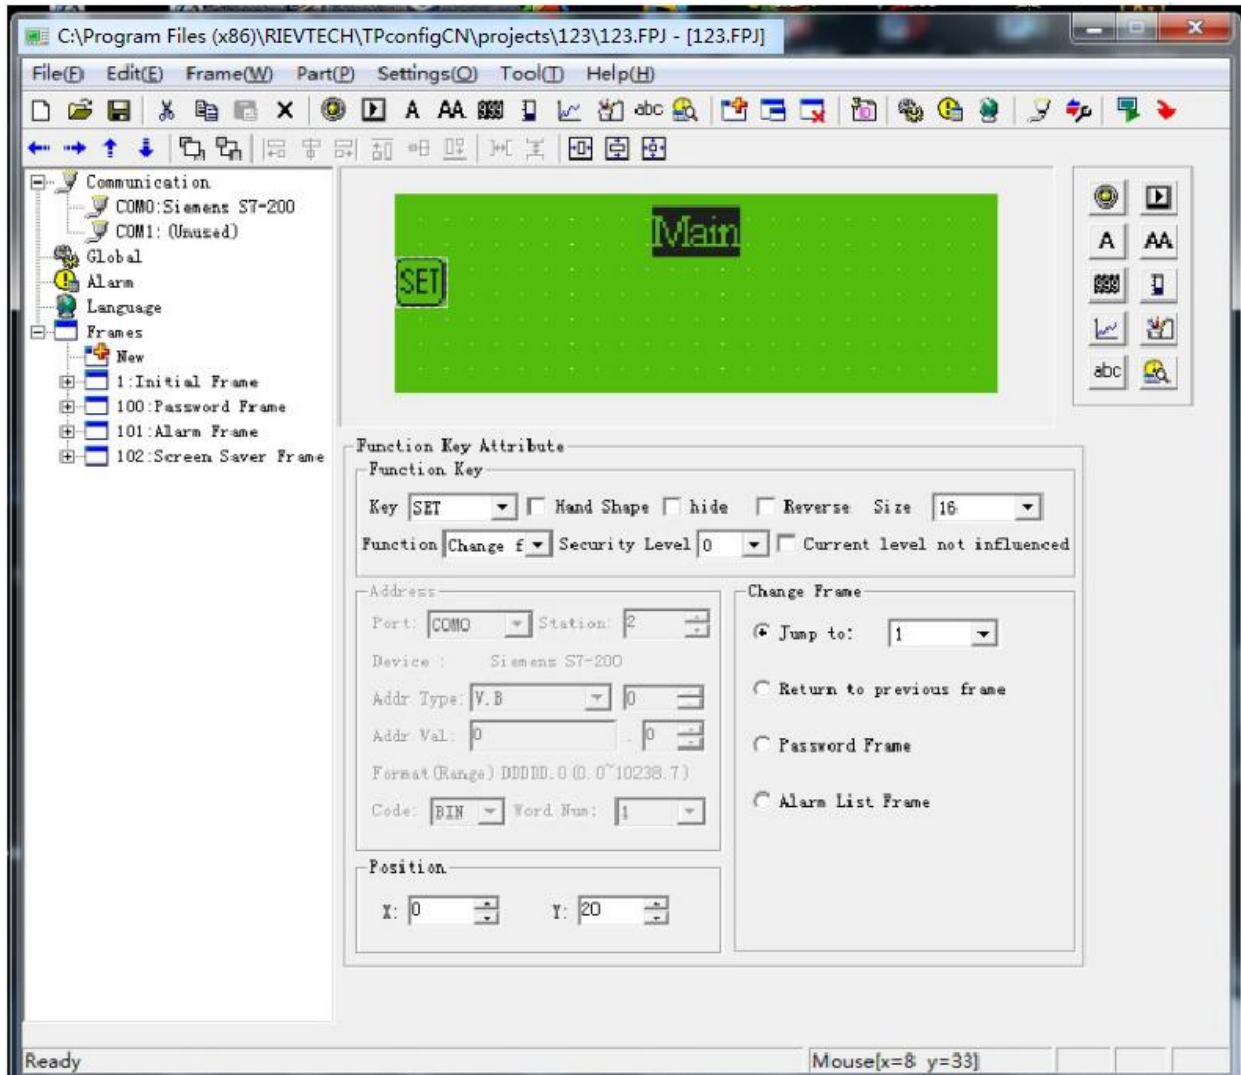 C:\Program Files (x86)\RIEVTECH\TPconfigCN\projects\123\123.FPJ - [123.FPJ]
File(F) Edit(E) Frame(W) Part(P) Settings(O) Tool(T) Help(H)
A AA abc
Communication
COM0:Siemens S7-200
COM1: (Unused)
Global
Alarm
Language
Frames
New
1:Initial Frame
100:Password Frame
101:Alarm Frame
102:Screen Saver Frame
Main
SET
A AA
abc
Function Key Attribute
Function Key
Key SET Hand Shape hide Reverse Size 16
Function Change f Security Level 0 Current level not influenced
Address
Port: COM0 Station: 2
Device : Siemens S7-200
Addr Type: V.B 0
Addr Val: 0 . 0
Format(Range) DDDDD.O(0.0~10238.7)
Code: BIN Word Num: 1
Position
X: 0 Y: 20
Change Frame
Jump to: 1
Return to previous frame
Password Frame
Alarm List Frame
Ready Mouse[x=8 y=33]